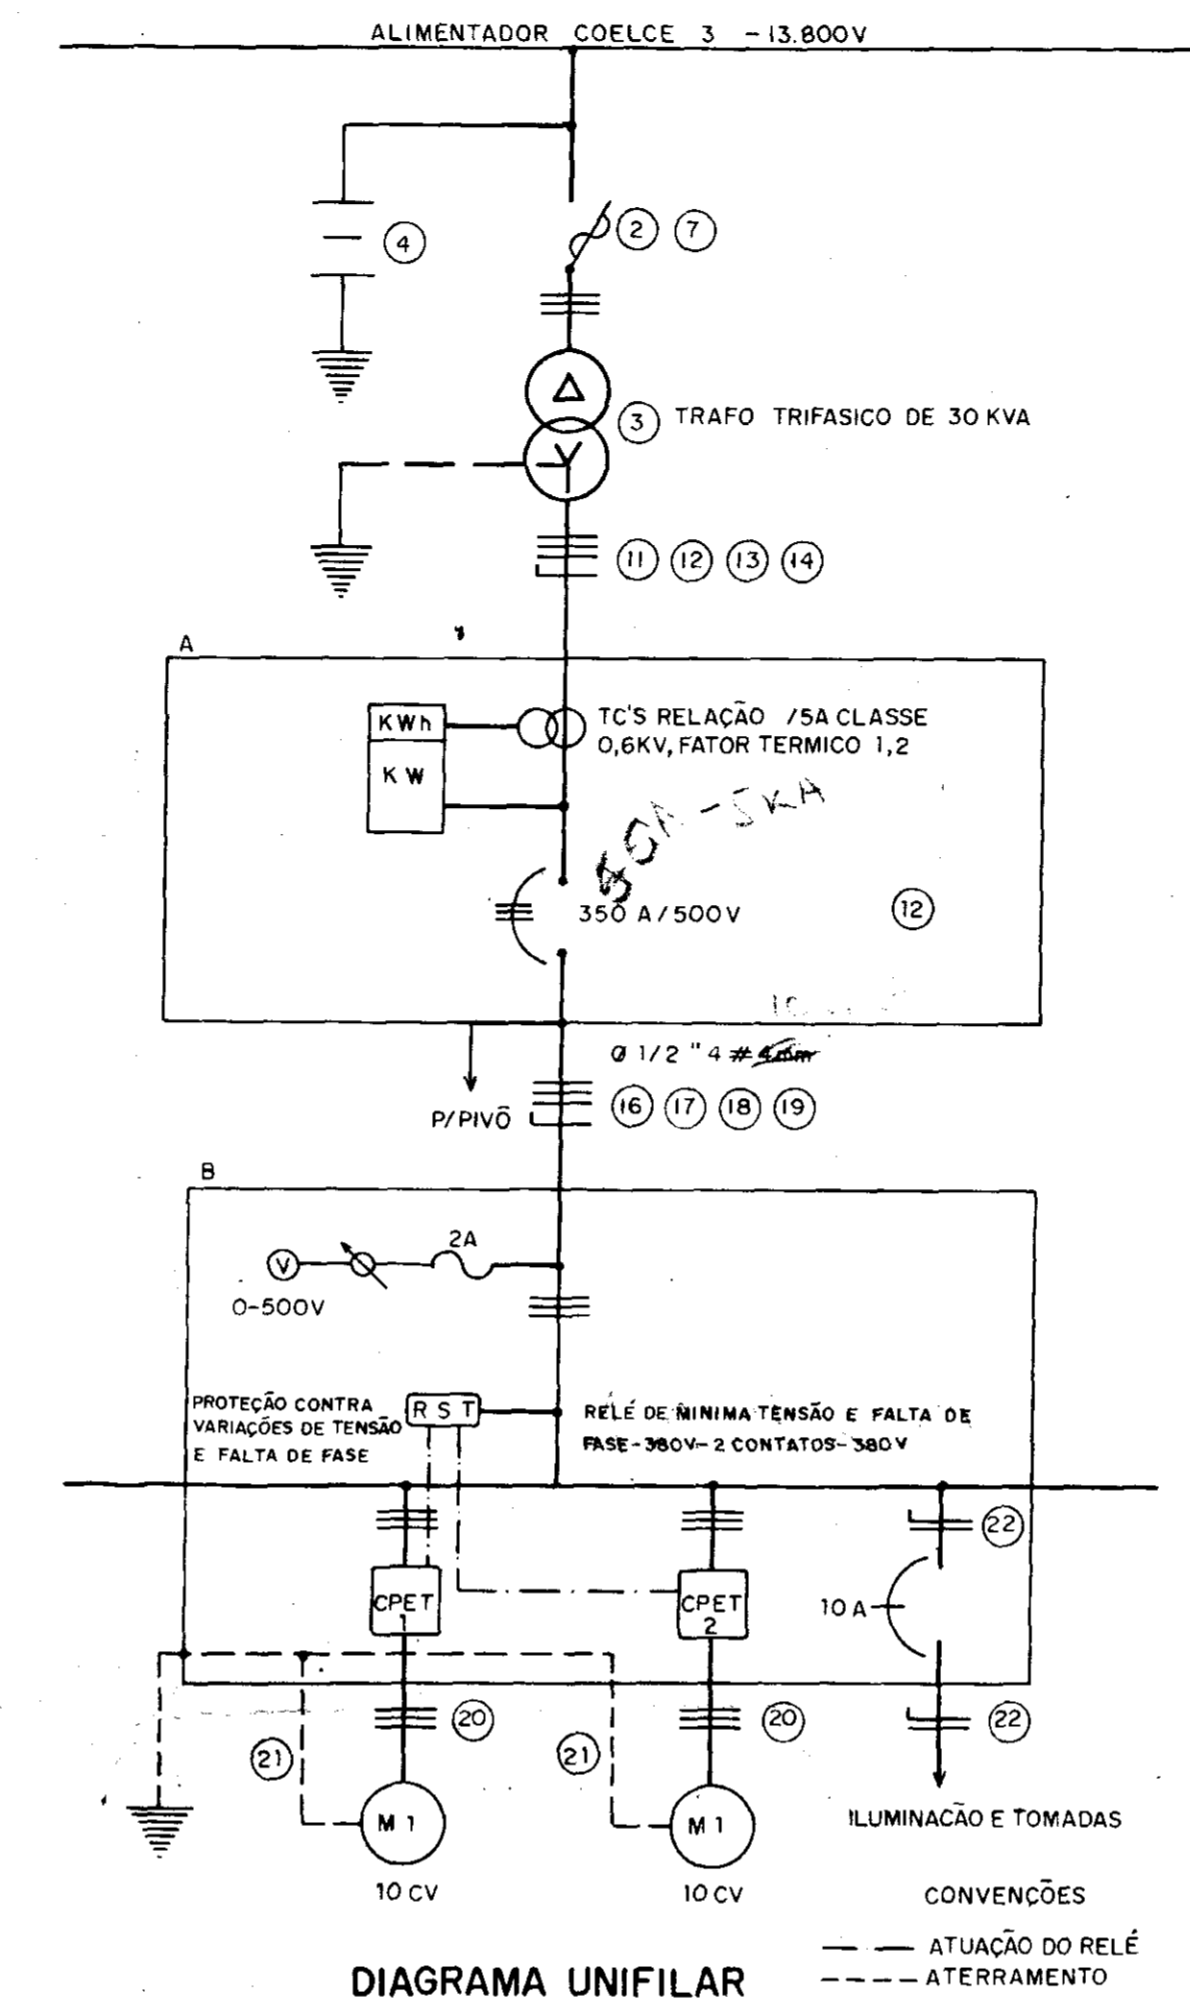 ALIMENTADOR COELCE 3 - 13.800V
4
2 7
3 TRAFO TRIFASICO DE 30 KVA
11 12 13 14
A
KWh
KW
TC'S RELAÇÃO /5A CLASSE
0,6KV, FATOR TERMICO 1,2
-5KA
350 A/500V
12
Ø 1/2 " 4 # 4mm
P/PIVÔ
16 17 18 19
B
2A
V
0-500V
PROTEÇÃO CONTRA
VARIAÇÕES DE TENSÃO
E FALTA DE FASE
R S T
RELÉ DE MINIMA TENSÃO E FALTA DE
FASE-380V-2 CONTATOS-380V
22
CPET
1
CPET
2
10 A
20
20
22
21
21
M 1
M 1
10 CV
10 CV
ILUMINACÃO E TOMADAS
CONVENÇÕES
ATUAÇÃO DO RELÉ
ATERRAMENTO
DIAGRAMA UNIFILAR